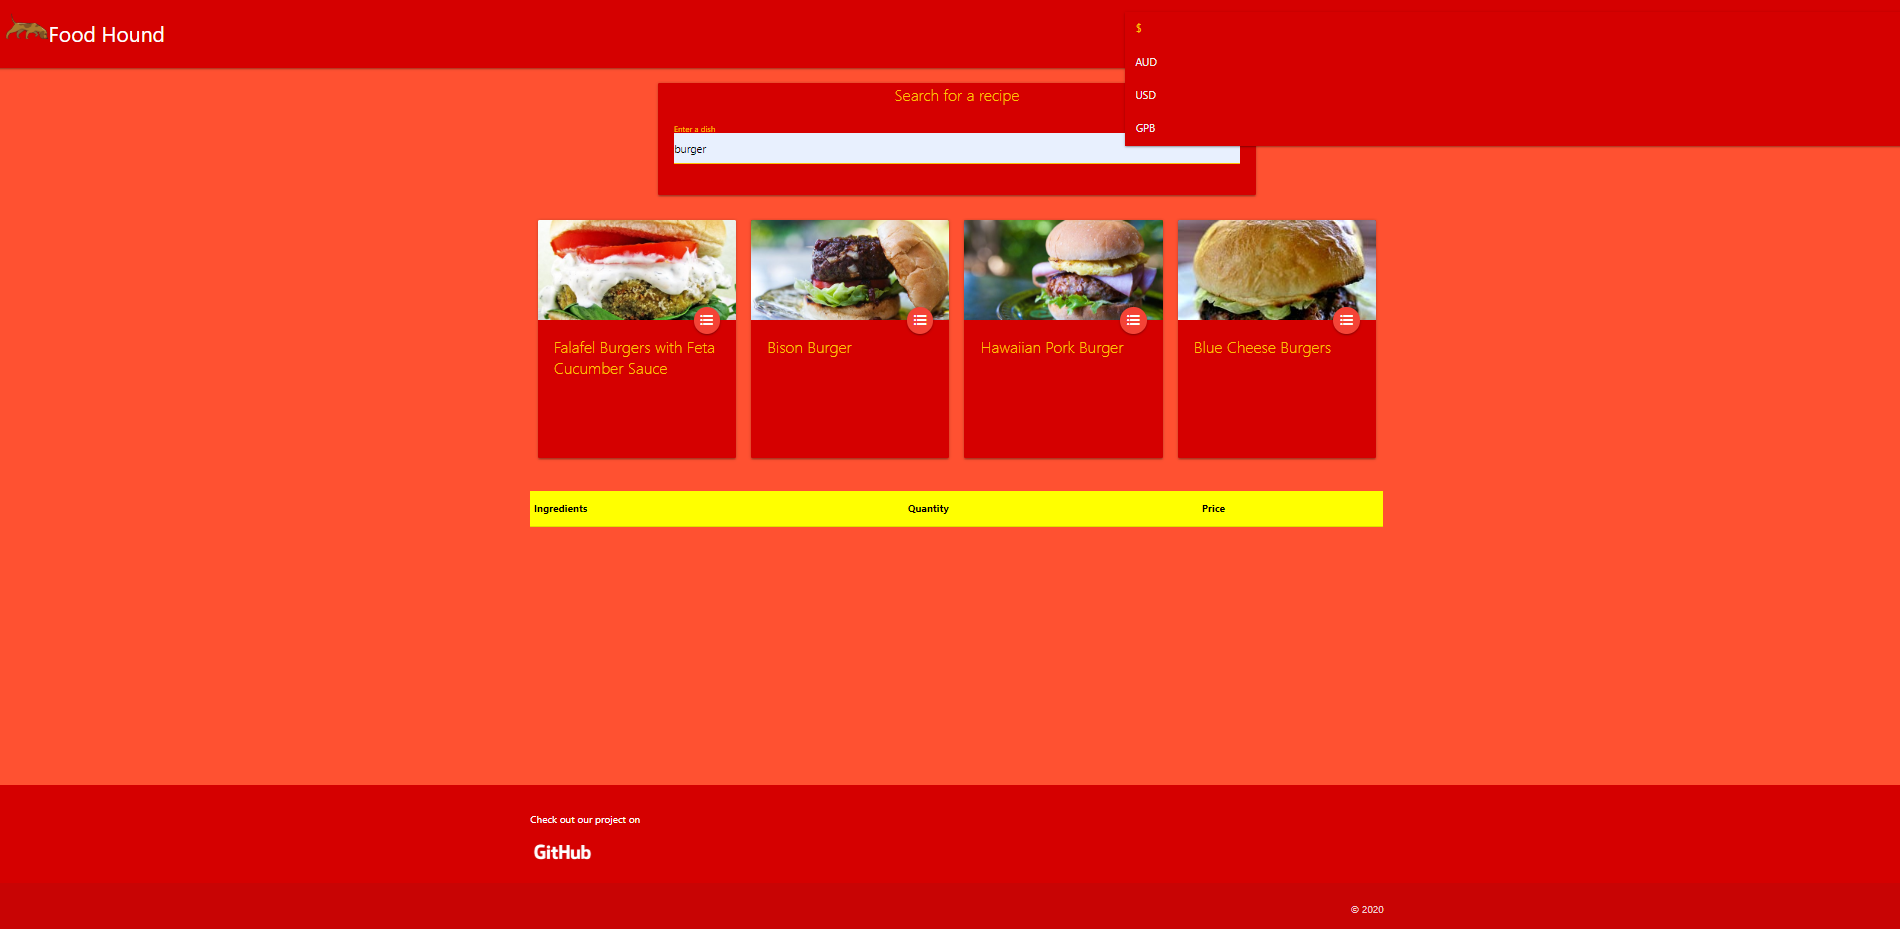 Food Hound
$
AUD
USD
GPB
Search for a recipe
Enter a dish
burger
Falafel Burgers with Feta
Cucumber Sauce
Bison Burger
Hawaiian Pork Burger
Blue Cheese Burgers
Ingredients Quantity Price
Check out our project on
GitHub
© 2020